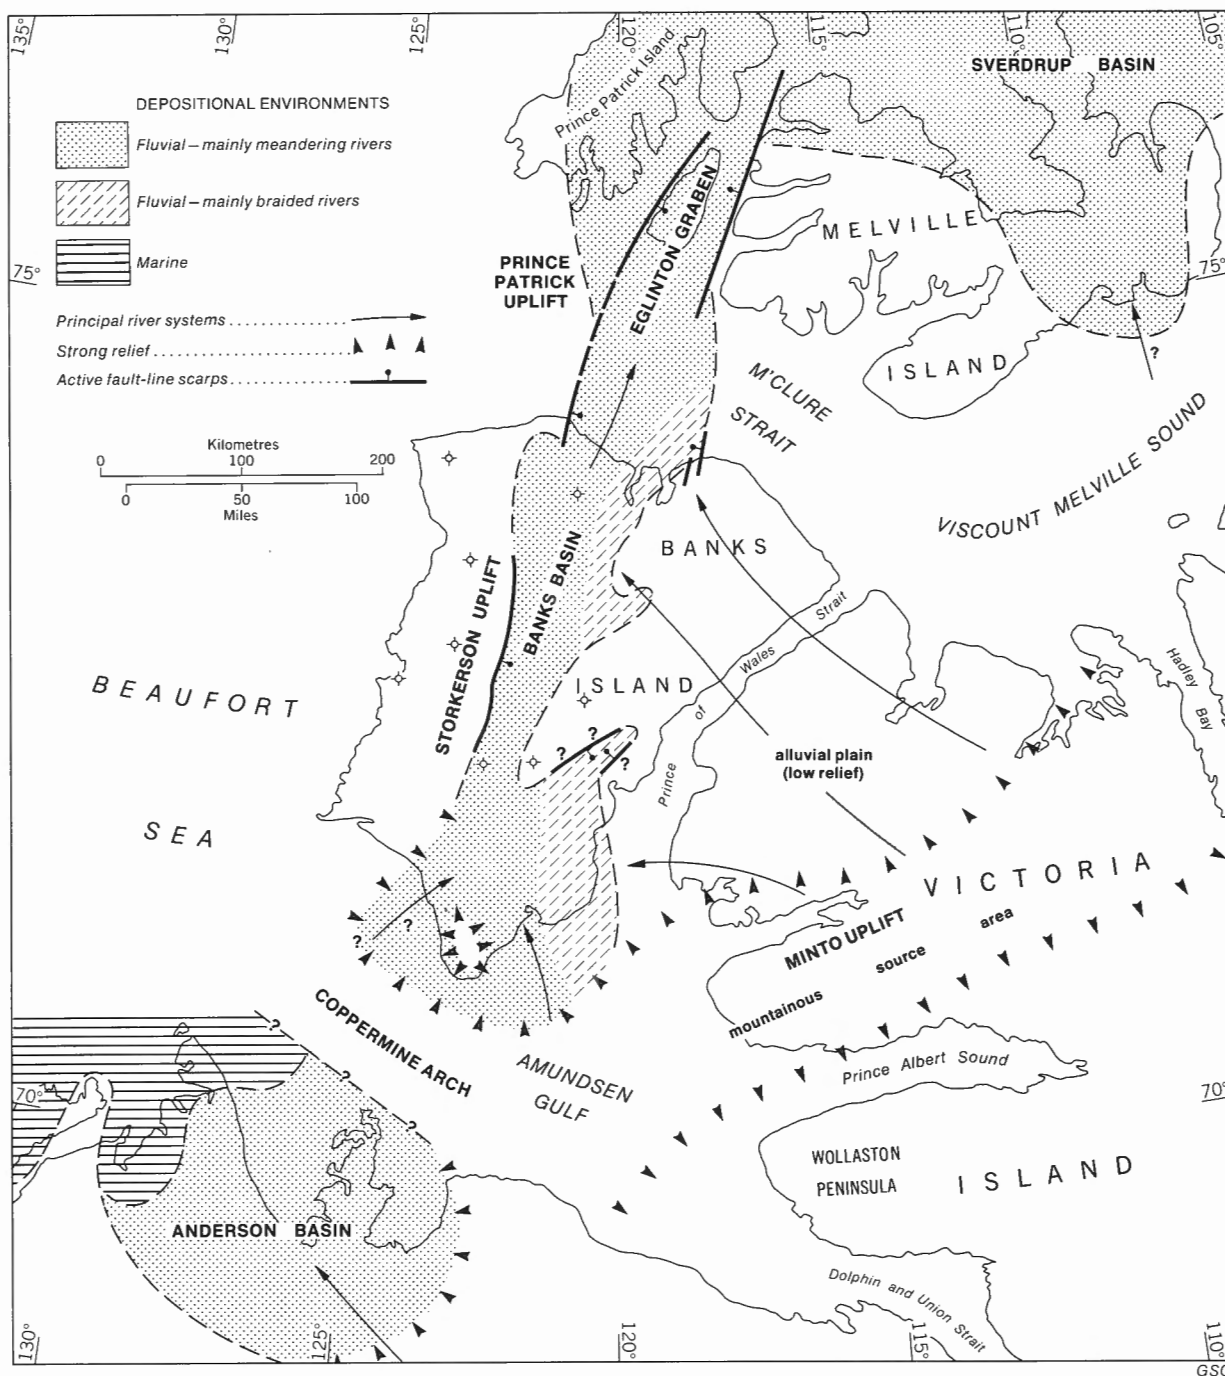 135°
130°
125°
120°
115°
110°
105°
Prince Patrick Island
SVERDRUP BASIN
DEPOSITIONAL ENVIRONMENTS
Fluvial – mainly meandering rivers
Fluvial – mainly braided rivers
Marine
Principal river systems
Strong relief
Active fault-line scarps
Kilometres
0 100 200
0 50 100
Miles
75°
75°
PRINCE
PATRICK
UPLIFT
EGLINTON GRABEN
MELVILLE
ISLAND
?
M'CLURE
STRAIT
VISCOUNT MELVILLE SOUND
BANKS
ISLAND
BANKS BASIN
STORKERSON UPLIFT
BEAUFORT
SEA
Prince of Wales Strait
Hadley Bay
? ? ?
alluvial plain
(low relief)
VICTORIA
ISLAND
MINTO UPLIFT
mountainous source area
? ?
COPPERMINE ARCH
AMUNDSEN
GULF
Prince Albert Sound
? ? ?
70°
70°
WOLLASTON
PENINSULA
ANDERSON BASIN
Dolphin and Union Strait
130°
125°
120°
115°
110°
GSC